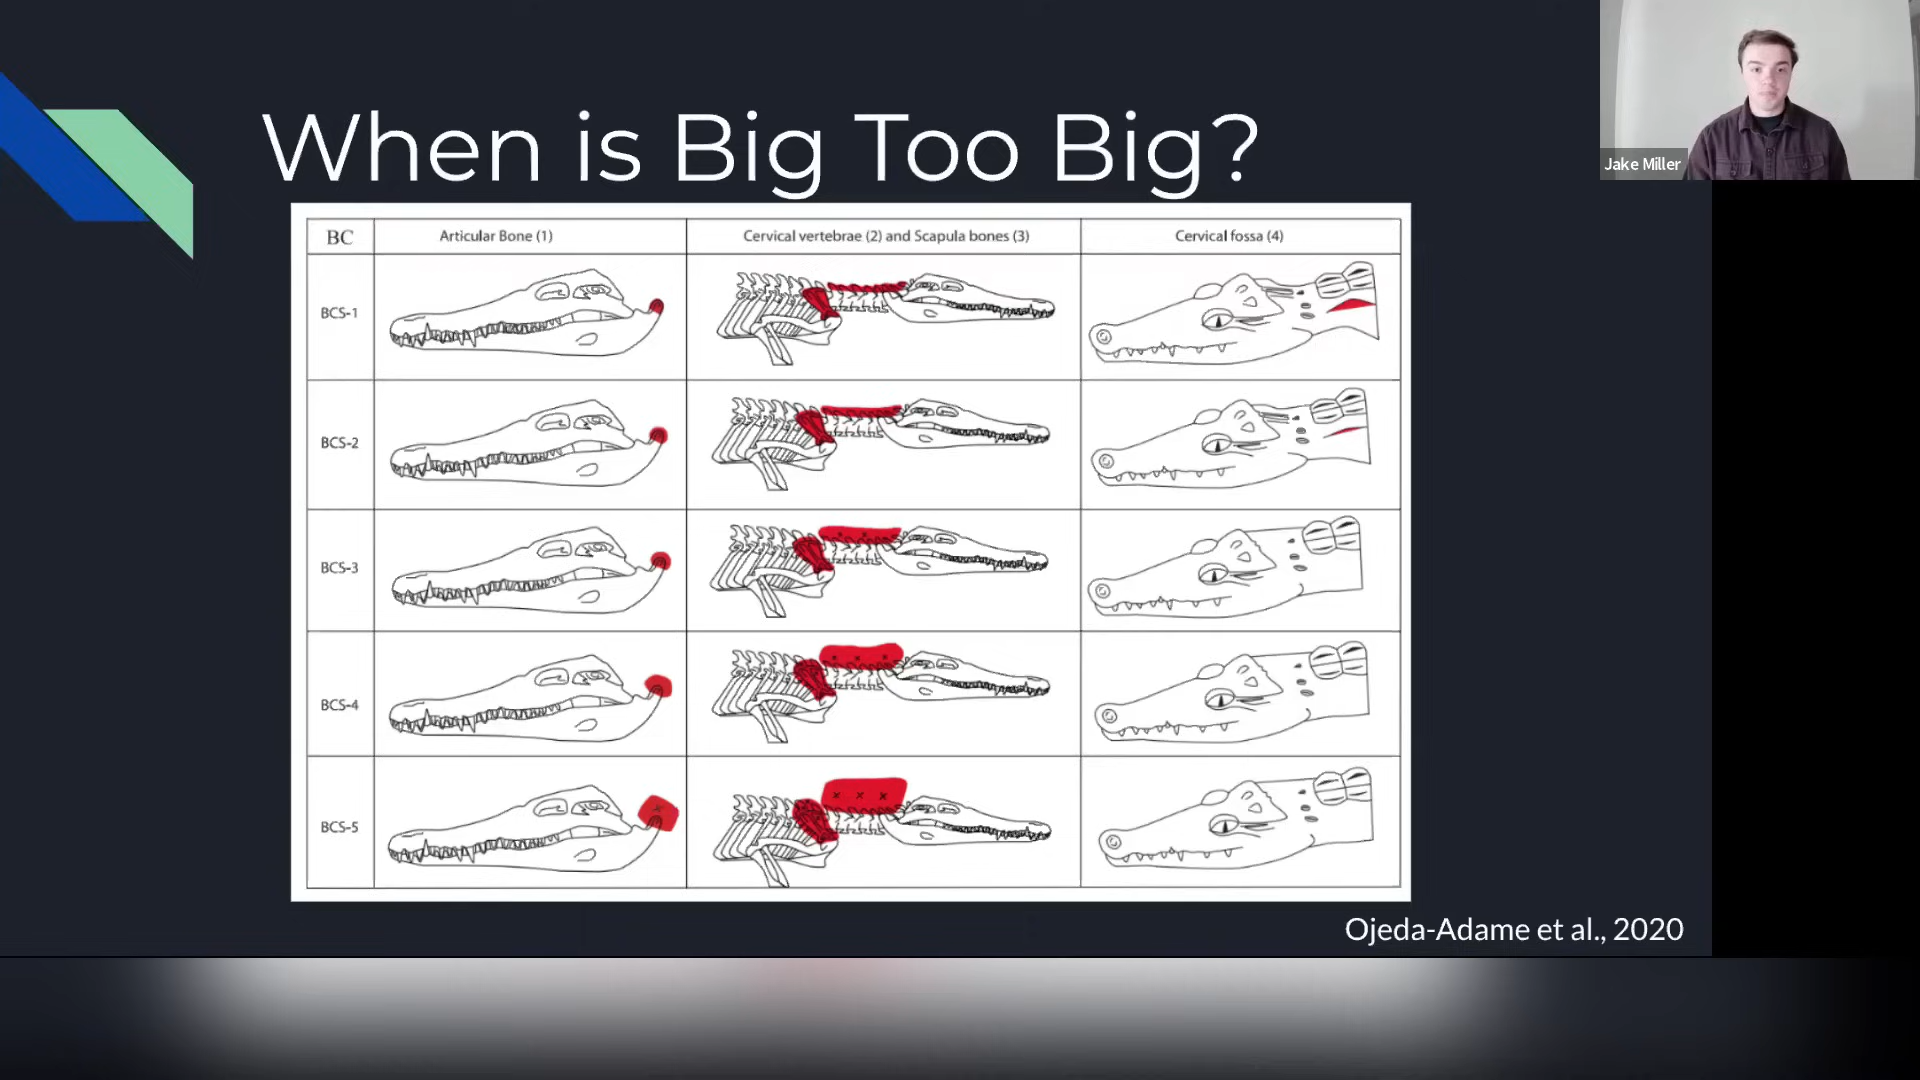 When is Big Too Big?
Jake Miller
BC Articular Bone (1) Cervical vertebrae (2) and Scapula bones (3) Cervical fossa (4)
BCS-1
BCS-2
BCS-3
BCS-4
BCS-5
Ojeda-Adame et al., 2020